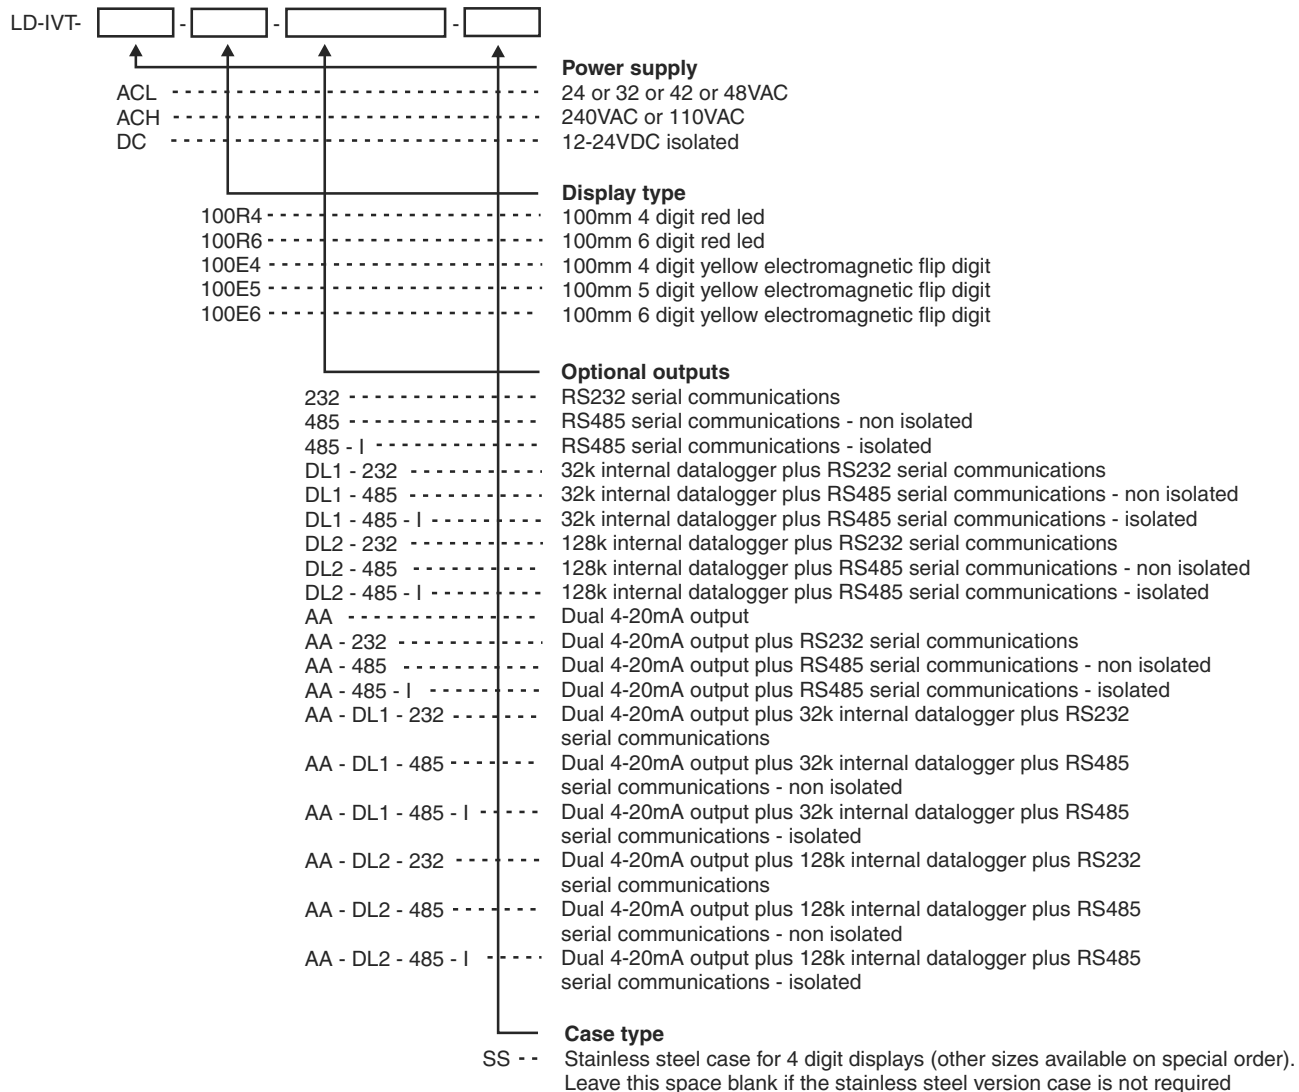 LD-IVT- - - -
Power supply
ACL 24 or 32 or 42 or 48VAC
ACH 240VAC or 110VAC
DC 12-24VDC isolated
Display type
100R4 100mm 4 digit red led
100R6 100mm 6 digit red led
100E4 100mm 4 digit yellow electromagnetic flip digit
100E5 100mm 5 digit yellow electromagnetic flip digit
100E6 100mm 6 digit yellow electromagnetic flip digit
Optional outputs
232 RS232 serial communications
485 RS485 serial communications - non isolated
485 - I RS485 serial communications - isolated
DL1 - 232 32k internal datalogger plus RS232 serial communications
DL1 - 485 32k internal datalogger plus RS485 serial communications - non isolated
DL1 - 485 - I 32k internal datalogger plus RS485 serial communications - isolated
DL2 - 232 128k internal datalogger plus RS232 serial communications
DL2 - 485 128k internal datalogger plus RS485 serial communications - non isolated
DL2 - 485 - I 128k internal datalogger plus RS485 serial communications - isolated
AA Dual 4-20mA output
AA - 232 Dual 4-20mA output plus RS232 serial communications
AA - 485 Dual 4-20mA output plus RS485 serial communications - non isolated
AA - 485 - I Dual 4-20mA output plus RS485 serial communications - isolated
AA - DL1 - 232 Dual 4-20mA output plus 32k internal datalogger plus RS232
serial communications
AA - DL1 - 485 Dual 4-20mA output plus 32k internal datalogger plus RS485
serial communications - non isolated
AA - DL1 - 485 - I Dual 4-20mA output plus 32k internal datalogger plus RS485
serial communications - isolated
AA - DL2 - 232 Dual 4-20mA output plus 128k internal datalogger plus RS232
serial communications
AA - DL2 - 485 Dual 4-20mA output plus 128k internal datalogger plus RS485
serial communications - non isolated
AA - DL2 - 485 - I Dual 4-20mA output plus 128k internal datalogger plus RS485
serial communications - isolated
Case type
SS - - Stainless steel case for 4 digit displays (other sizes available on special order).
Leave this space blank if the stainless steel version case is not required